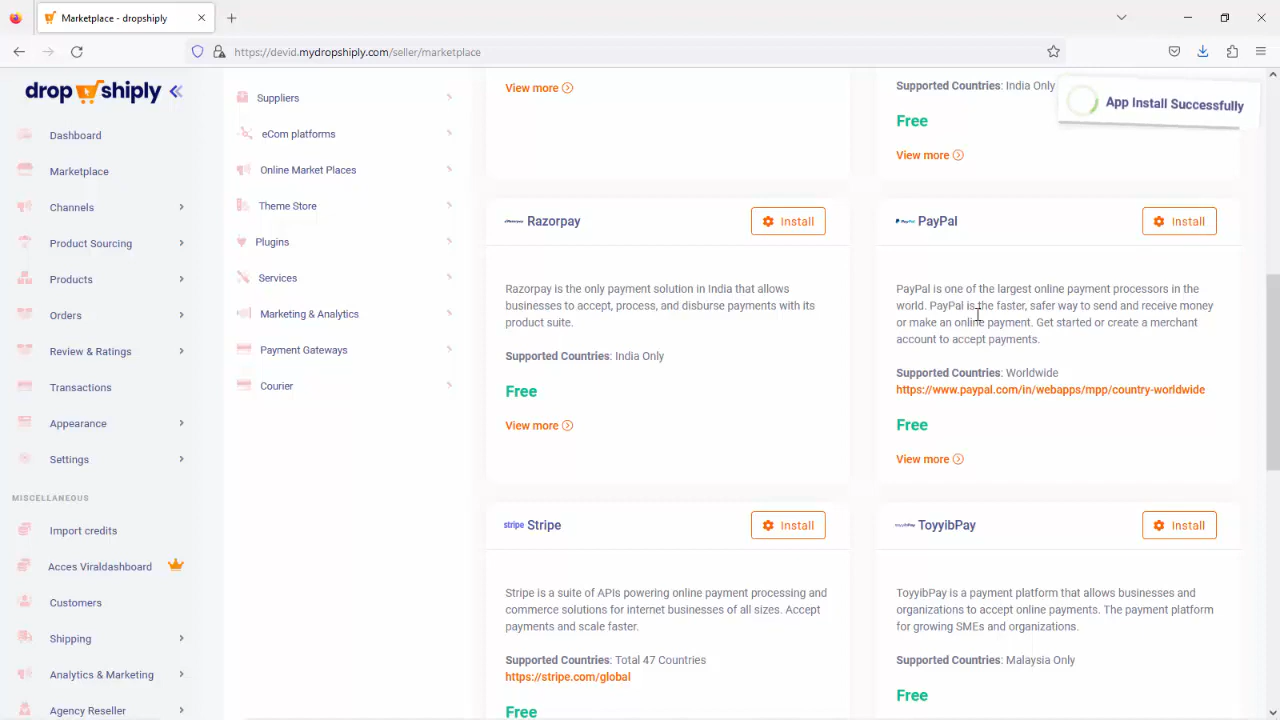 Marketplace - dropshiply
https://devid.mydropshiply.com/seller/marketplace
drop shiply
Dashboard
Marketplace
Channels
Product Sourcing
Products
Orders
Review & Ratings
Transactions
Appearance
Settings
MISCELLANEOUS
Import credits
Acces Viraldashboard
Customers
Shipping
Analytics & Marketing
Agency Reseller
Suppliers
eCom platforms
Online Market Places
Theme Store
Plugins
Services
Marketing & Analytics
Payment Gateways
Courier
View more
Supported Countries: India Only
Free
View more
App Install Successfully
Razorpay
Install
Razorpay is the only payment solution in India that allows
businesses to accept, process, and disburse payments with its
product suite.
Supported Countries: India Only
Free
View more
PayPal
PayPal
Install
PayPal is one of the largest online payment processors in the
world. PayPal is the faster, safer way to send and receive money
or make an online payment. Get started or create a merchant
account to accept payments.
Supported Countries: Worldwide
https://www.paypal.com/in/webapps/mpp/country-worldwide
Free
View more
stripe Stripe
Install
Stripe is a suite of APIs powering online payment processing and
commerce solutions for internet businesses of all sizes. Accept
payments and scale faster.
Supported Countries: Total 47 Countries
https://stripe.com/global
Free
ToyyibPay
Install
ToyyibPay is a payment platform that allows businesses and
organizations to accept online payments. The payment platform
for growing SMEs and organizations.
Supported Countries: Malaysia Only
Free